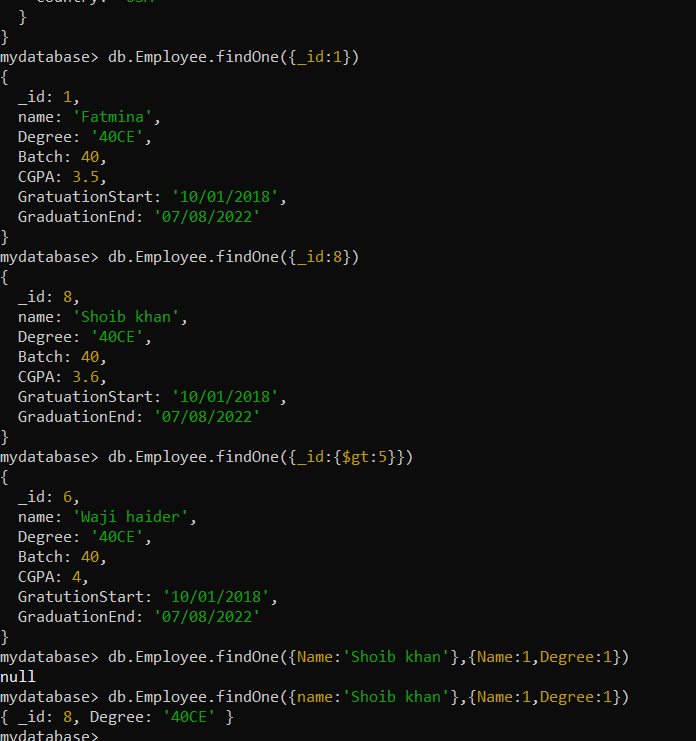 }
}
mydatabase> db.Employee.findOne({_id:1})
{
  _id: 1,
  name: 'Fatmina',
  Degree: '40CE',
  Batch: 40,
  CGPA: 3.5,
  GratuationStart: '10/01/2018',
  GraduationEnd: '07/08/2022'
}
mydatabase> db.Employee.findOne({_id:8})
{
  _id: 8,
  name: 'Shoib khan',
  Degree: '40CE',
  Batch: 40,
  CGPA: 3.6,
  GratuationStart: '10/01/2018',
  GraduationEnd: '07/08/2022'
}
mydatabase> db.Employee.findOne({_id:{$gt:5}})
{
  _id: 6,
  name: 'Waji haider',
  Degree: '40CE',
  Batch: 40,
  CGPA: 4,
  GratutionStart: '10/01/2018',
  GraduationEnd: '07/08/2022'
}
mydatabase> db.Employee.findOne({Name:'Shoib khan'},{Name:1,Degree:1})
null
mydatabase> db.Employee.findOne({name:'Shoib khan'},{Name:1,Degree:1})
{ _id: 8, Degree: '40CE' }
mydatabase>